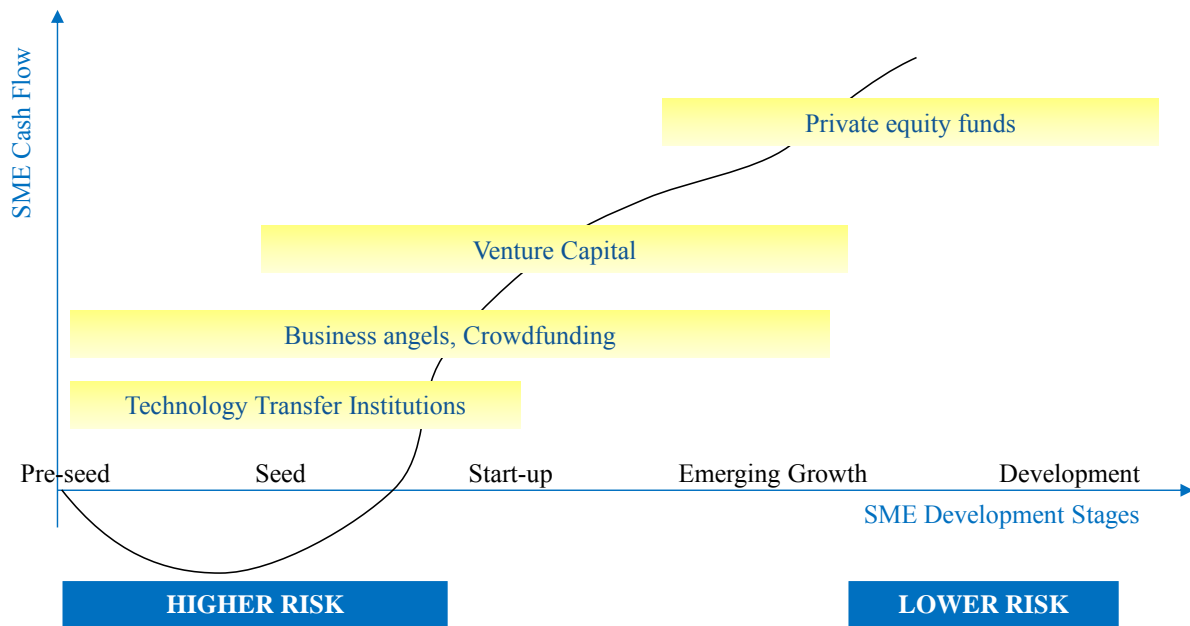 SME Cash Flow
Private equity funds
Venture Capital
Business angels, Crowdfunding
Technology Transfer Institutions
Pre-seed
Seed
Start-up
Emerging Growth
Development
SME Development Stages
HIGHER RISK
LOWER RISK